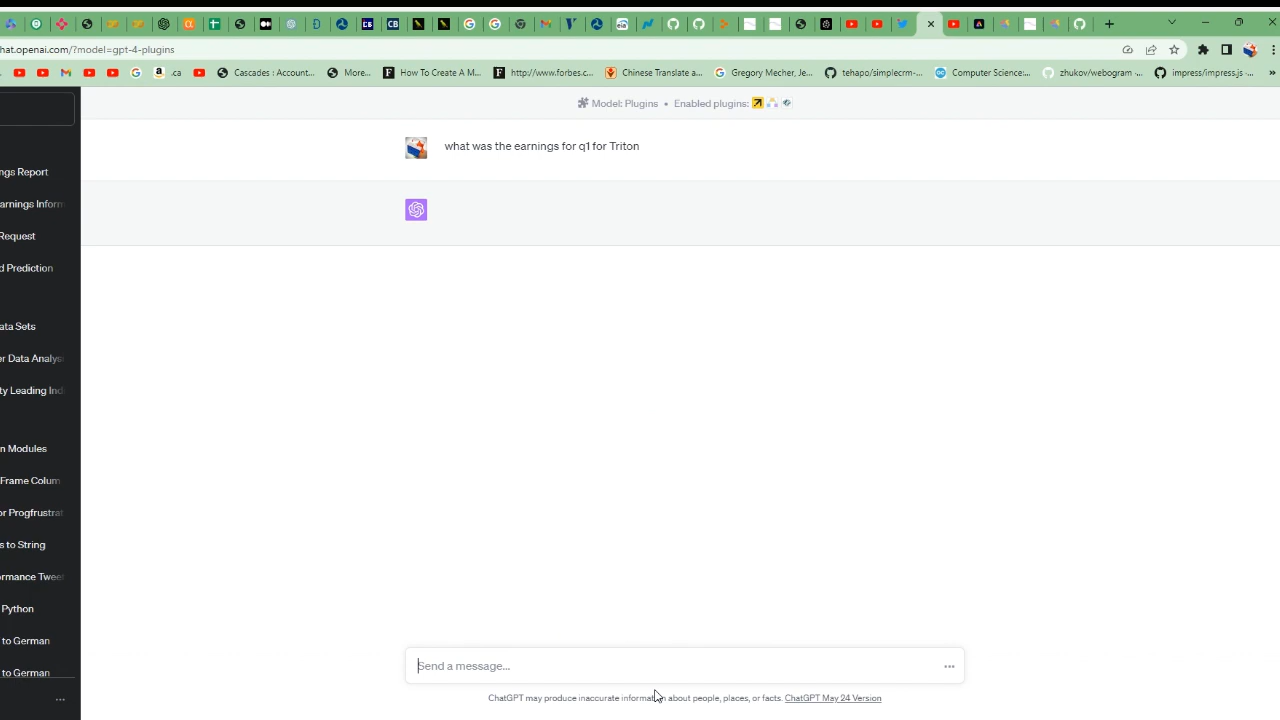 hat.openai.com/?model=gpt-4-plugins
.ca
Cascades : Account...
More...
How To Create A M...
http://www.forbes.c...
Chinese Translate a...
Gregory Mecher, Je...
tehapo/simplecrm-...
Computer Science:...
zhukov/webogram -...
impress/impress.js -...
»
Model: Plugins • Enabled plugins:
what was the earnings for q1 for Triton
ngs Report
arnings Inform
Request
d Prediction
ata Sets
er Data Analys
ty Leading Ind
n Modules
Frame Colum
or Progfrustrat
s to String
rmance Twee
Python
to German
to German
Send a message...
ChatGPT may produce inaccurate information about people, places, or facts. ChatGPT May 24 Version